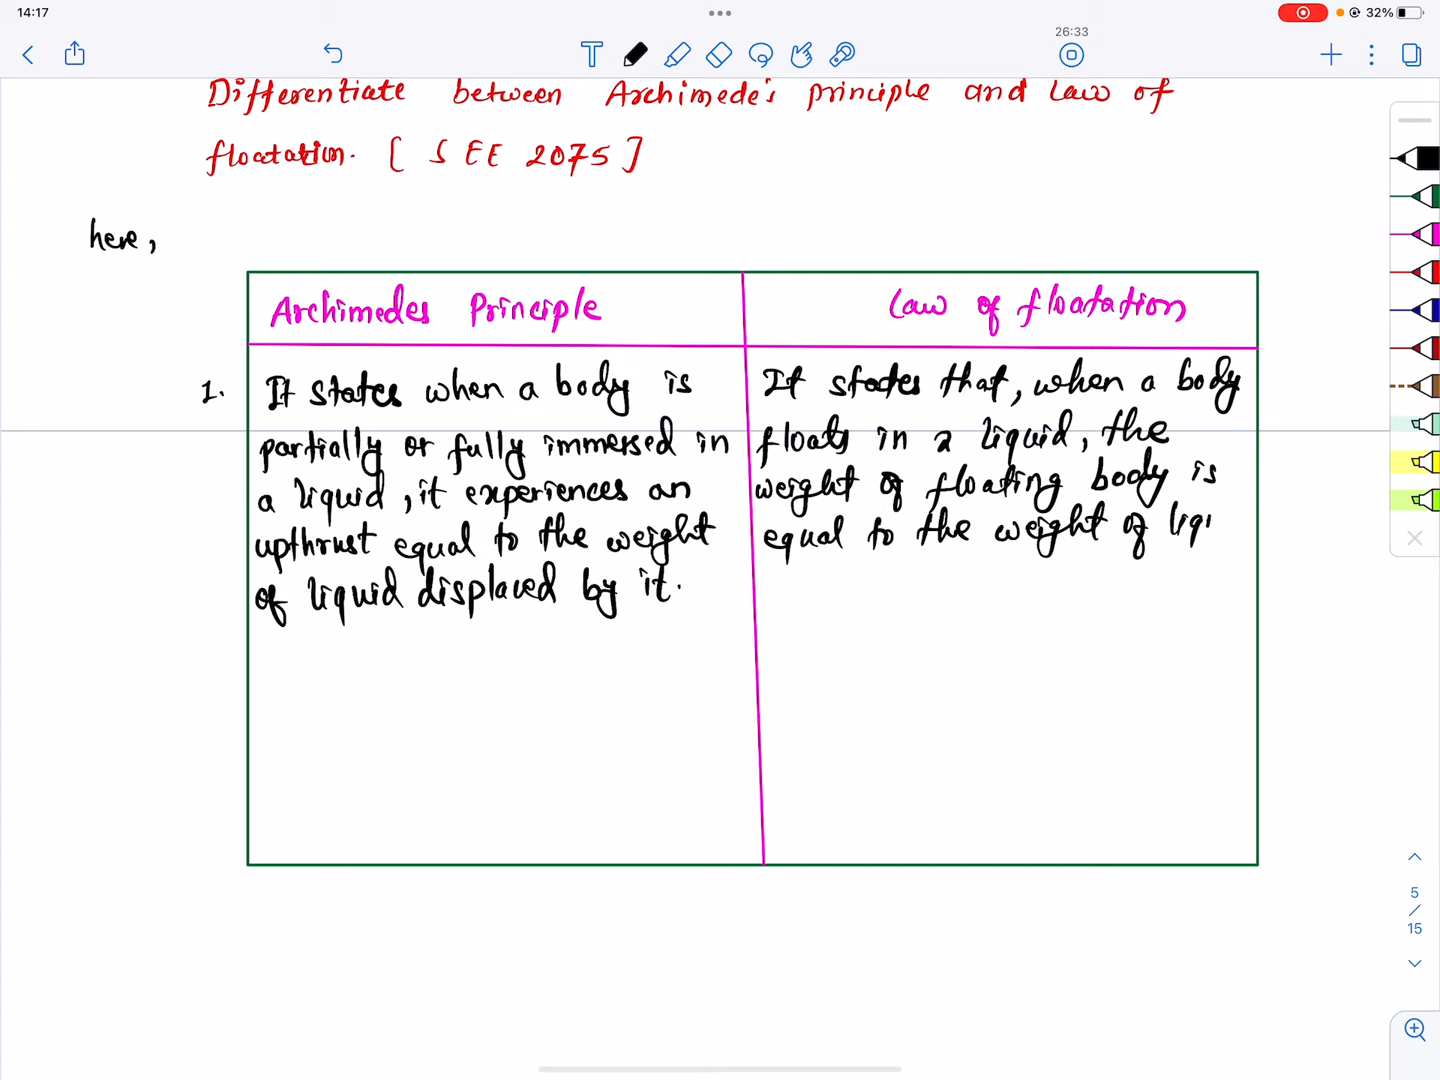 14:17
32%
26:33
Differentiate between Archimede's principle and Law of
floatation. [ SEE 2075 ]
here,
Archimedes Principle
Law of floatation
1. It states when a body is
partially or fully immersed in
a liquid, it experiences an
upthrust equal to the weight
of liquid displaced by it.
It states that, when a body
floats in a liquid, the
weight of floating body is
equal to the weight of liqu
5
/
15